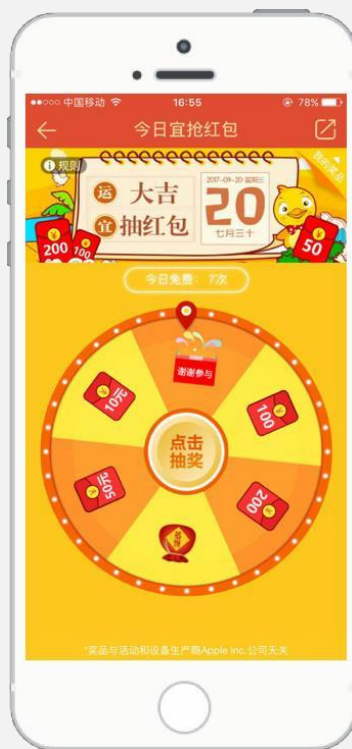 中国移动 16:55 78%
今日宜抢红包
规则
我的奖品
运 大吉
宜 抽红包
2017-09-20 星期三
20
七月三十
200
100
50
今日免费：7次
谢谢参与
10元
100
点击
抽奖
50元
200
*奖品与活动和设备生产商Apple Inc.公司无关